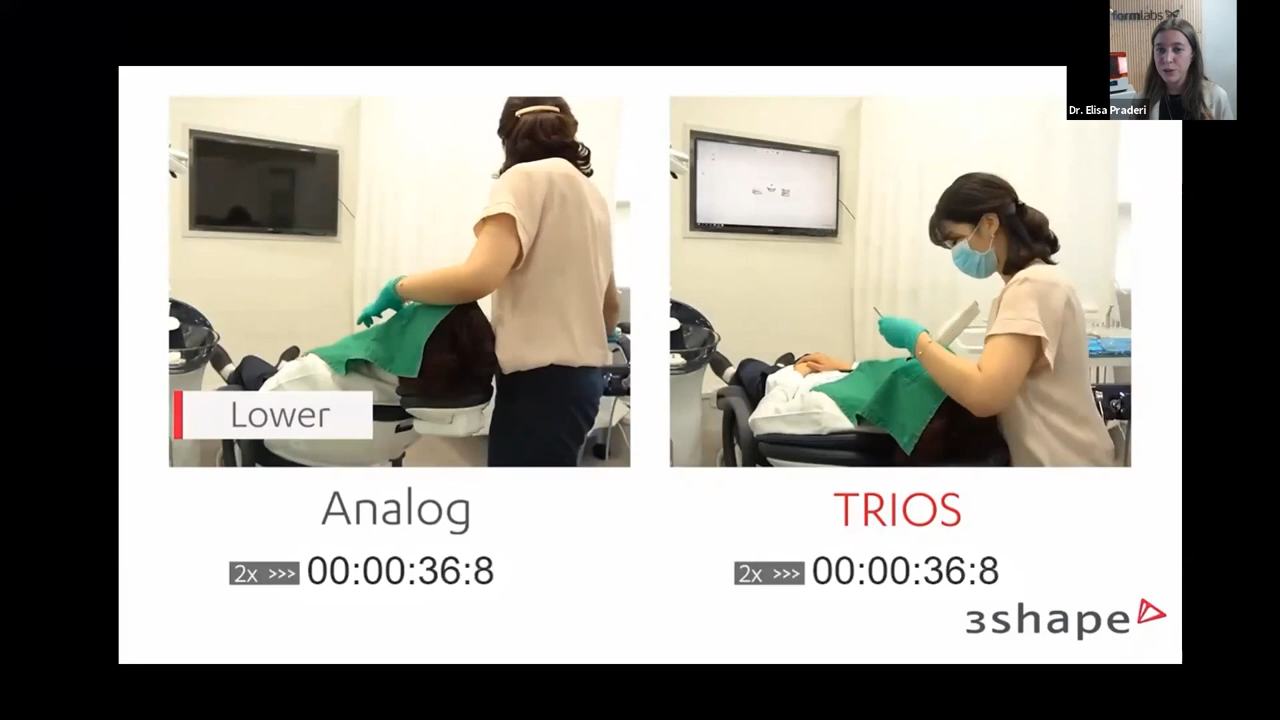 formlabs
Dr. Elisa Praderi
Lower
Analog
TRIOS
2x >>> 00:00:36:8
2x >>> 00:00:36:8
3shape